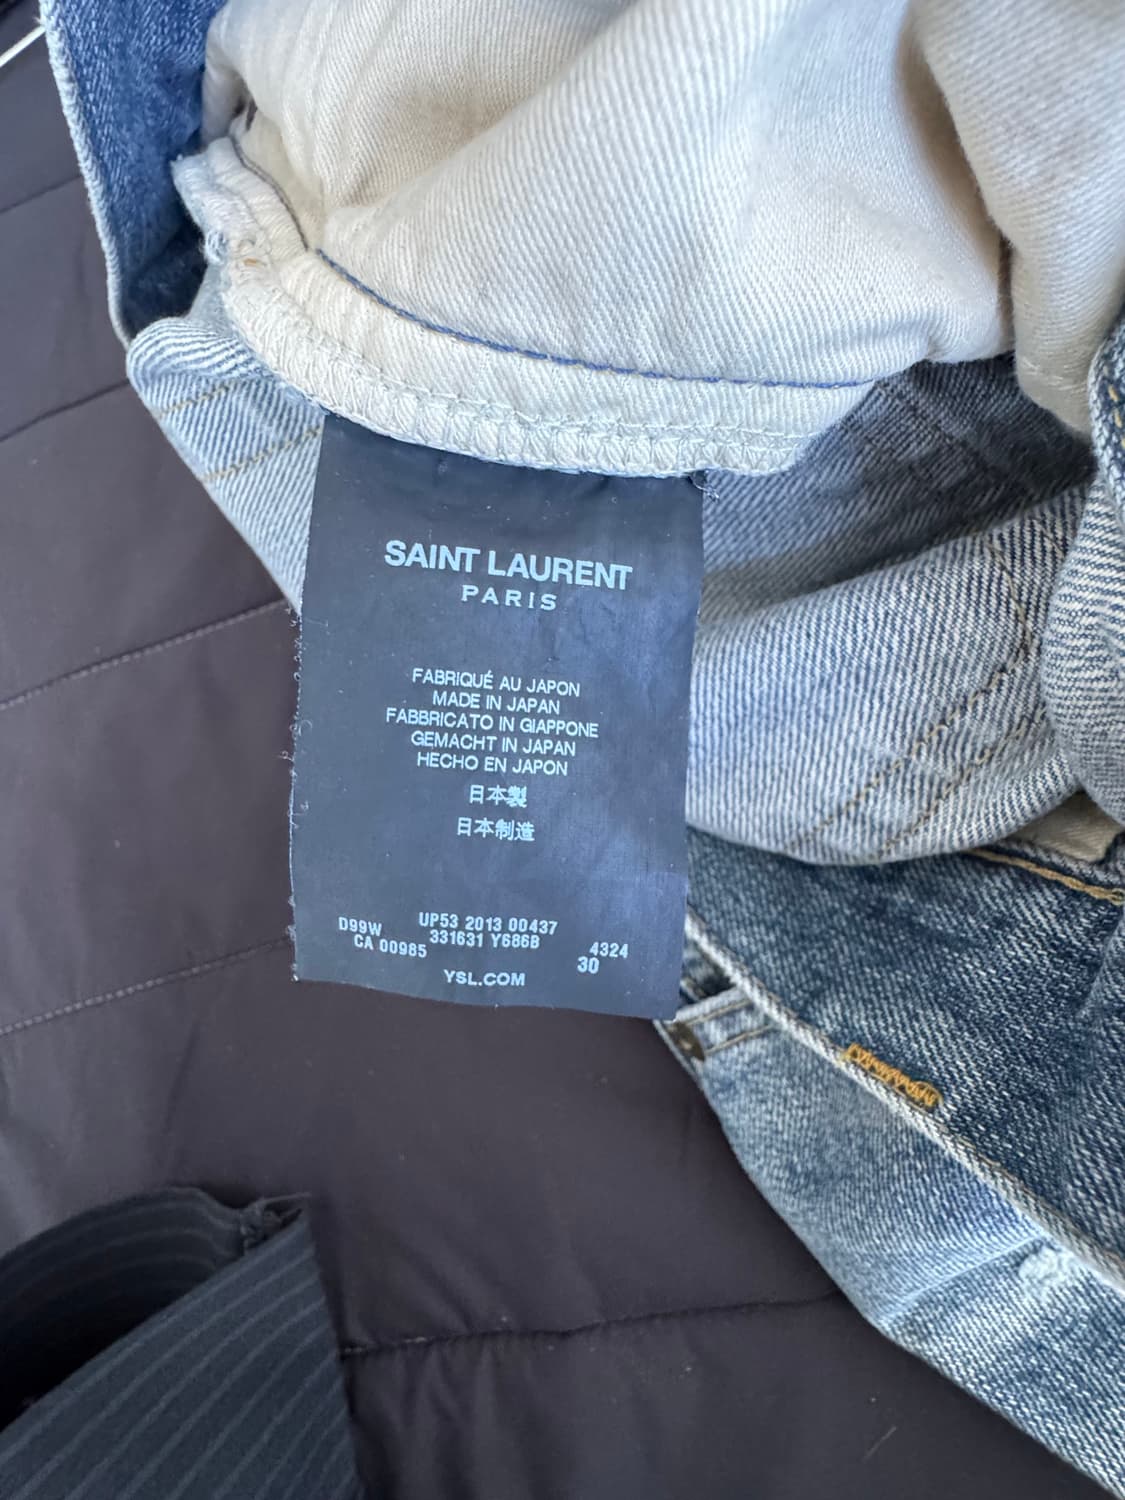 SAINT LAURENT
PARIS
FABRIQUÉ AU JAPON
MADE IN JAPAN
FABBRICATO IN GIAPPONE
GEMACHT IN JAPAN
HECHO EN JAPON
日本製
日本制造
D99W UP53 2013 00437
CA 00985 331631 Y686B 4324
30
YSL.COM